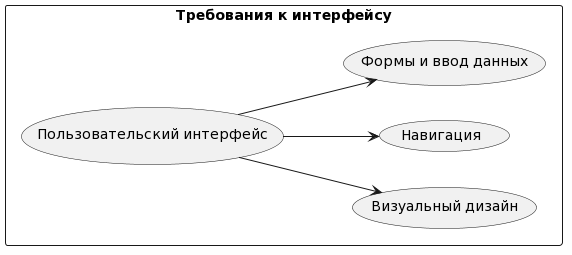 Требования к интерфейсу
Формы и ввод данных
Пользовательский интерфейс
Навигация
Визуальный дизайн